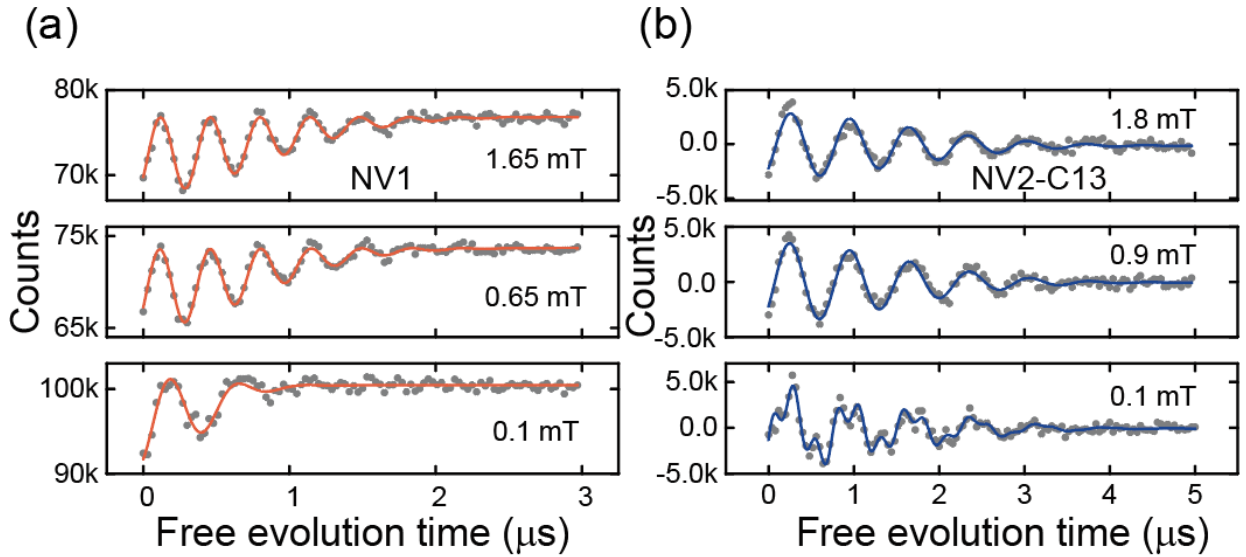 (a)
80k
70k
1.65 mT
NV1
75k
65k
0.65 mT
100k
90k
0.1 mT
Counts
0 1 2 3
Free evolution time (μs)
(b)
5.0k
0.0
-5.0k
1.8 mT
NV2-C13
5.0k
0.0
-5.0k
0.9 mT
5.0k
0.0
-5.0k
0.1 mT
Counts
0 1 2 3 4 5
Free evolution time (μs)